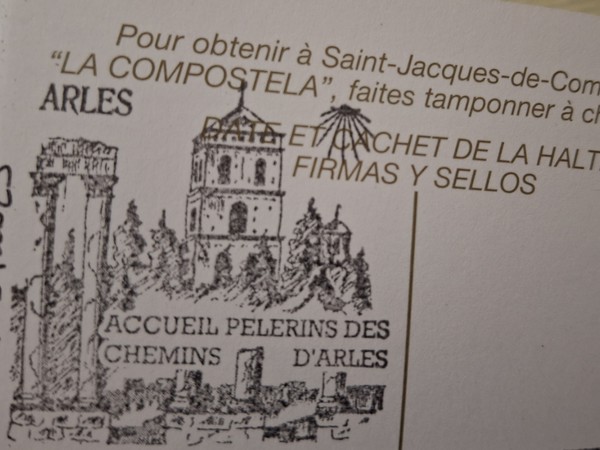 Pour obtenir à Saint-Jacques-de-Com
"LA COMPOSTELA", faites tamponner à ch
DATE ET CACHET DE LA HALT
FIRMAS Y SELLOS
ARLES
ACCUEIL PELERINS DES
CHEMINS D'ARLES